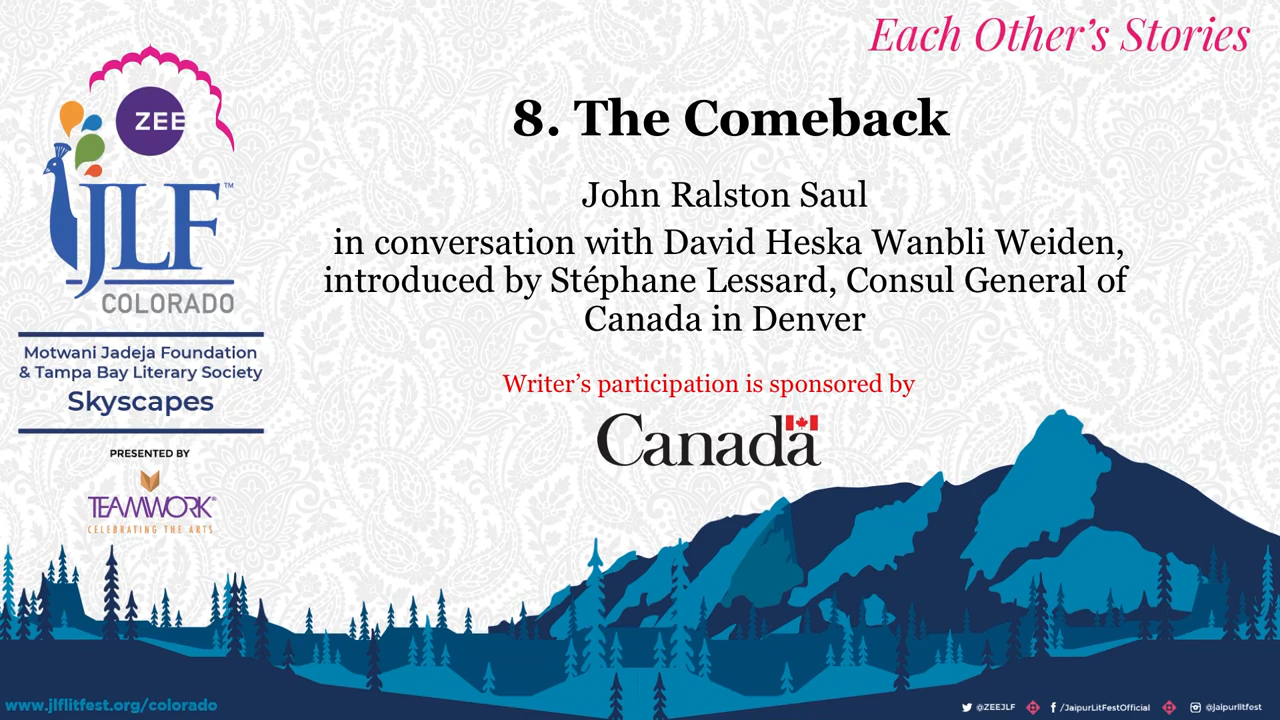 Each Other's Stories
ZEE
JLF™
COLORADO
Motwani Jadeja Foundation
& Tampa Bay Literary Society
Skyscapes
PRESENTED BY
TEAMWORK®
CELEBRATING THE ARTS
8. The Comeback
John Ralston Saul
in conversation with David Heska Wanbli Weiden,
introduced by Stéphane Lessard, Consul General of
Canada in Denver
Writer's participation is sponsored by
Canada
www.jlflitfest.org/colorado
@ZEEJLF /JaipurLitFestOfficial @jaipurlitfest